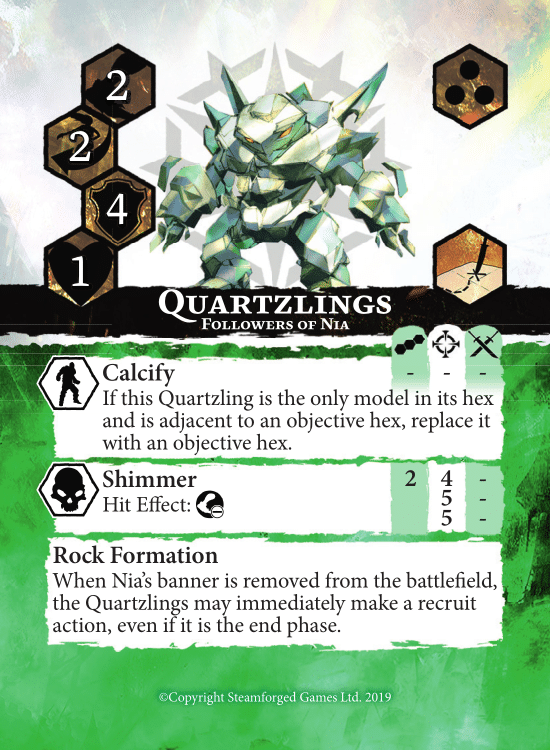 2
2
4
1
Quartzlings
Followers of Nia
Calcify
- - -
If this Quartzling is the only model in its hex
and is adjacent to an objective hex, replace it
with an objective hex.
Shimmer 2 4 -
Hit Effect: 5 -
5 -
Rock Formation
When Nia’s banner is removed from the battlefield,
the Quartzlings may immediately make a recruit
action, even if it is the end phase.
©Copyright Steamforged Games Ltd. 2019